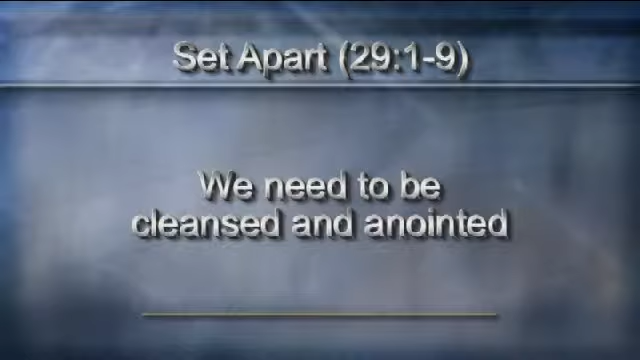 Set Apart (29:1-9)
We need to be
cleansed and anointed